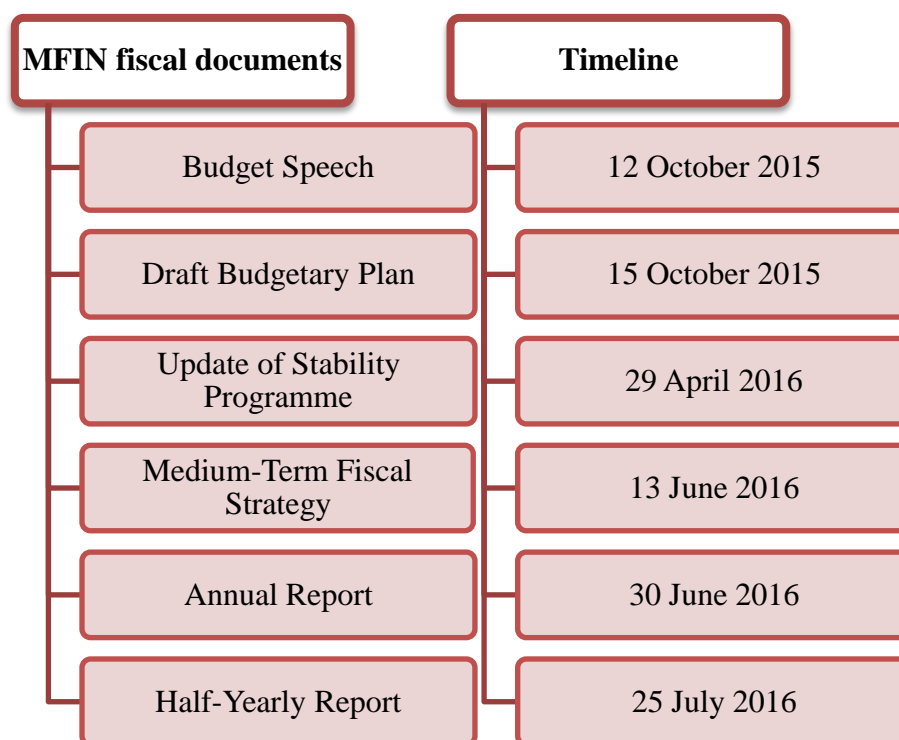 MFIN fiscal documents
Timeline
Budget Speech
12 October 2015
Draft Budgetary Plan
15 October 2015
Update of Stability
Programme
29 April 2016
Medium-Term Fiscal
Strategy
13 June 2016
Annual Report
30 June 2016
Half-Yearly Report
25 July 2016